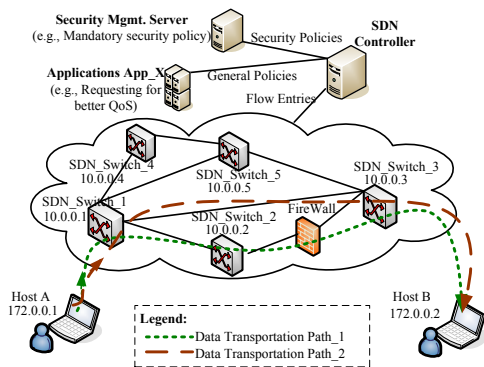 Security Mgmt. Server
(e.g., Mandatory security policy)
SDN
Controller
Security Policies
Applications App_X
(e.g., Requesting for
better QoS)
General Policies
Flow Entries
SDN_Switch_4
10.0.0.4
SDN_Switch_5
10.0.0.5
SDN_Switch_3
10.0.0.3
SDN_Switch_1
10.0.0.1
SDN_Switch_2
10.0.0.2
FireWall
Host A
172.0.0.1
Host B
172.0.0.2
Legend:
Data Transportation Path_1
Data Transportation Path_2